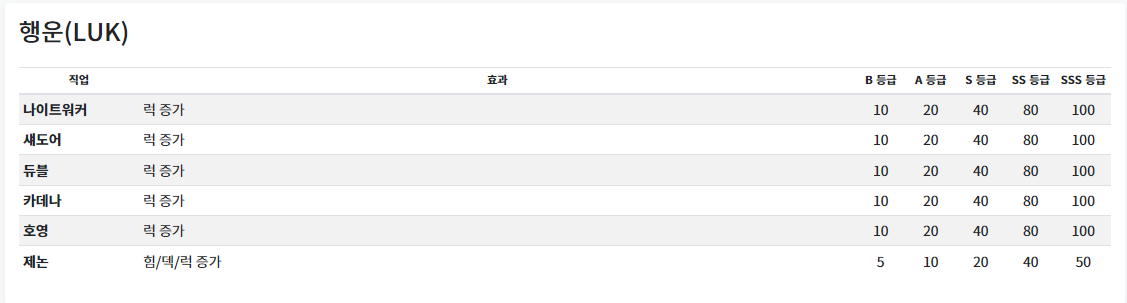 행운(LUK)
직업 효과 B 등급 A 등급 S 등급 SS 등급 SSS 등급
나이트워커 럭 증가 10 20 40 80 100
섀도어 럭 증가 10 20 40 80 100
듀블 럭 증가 10 20 40 80 100
카데나 럭 증가 10 20 40 80 100
호영 럭 증가 10 20 40 80 100
제논 힘/덱/럭 증가 5 10 20 40 50